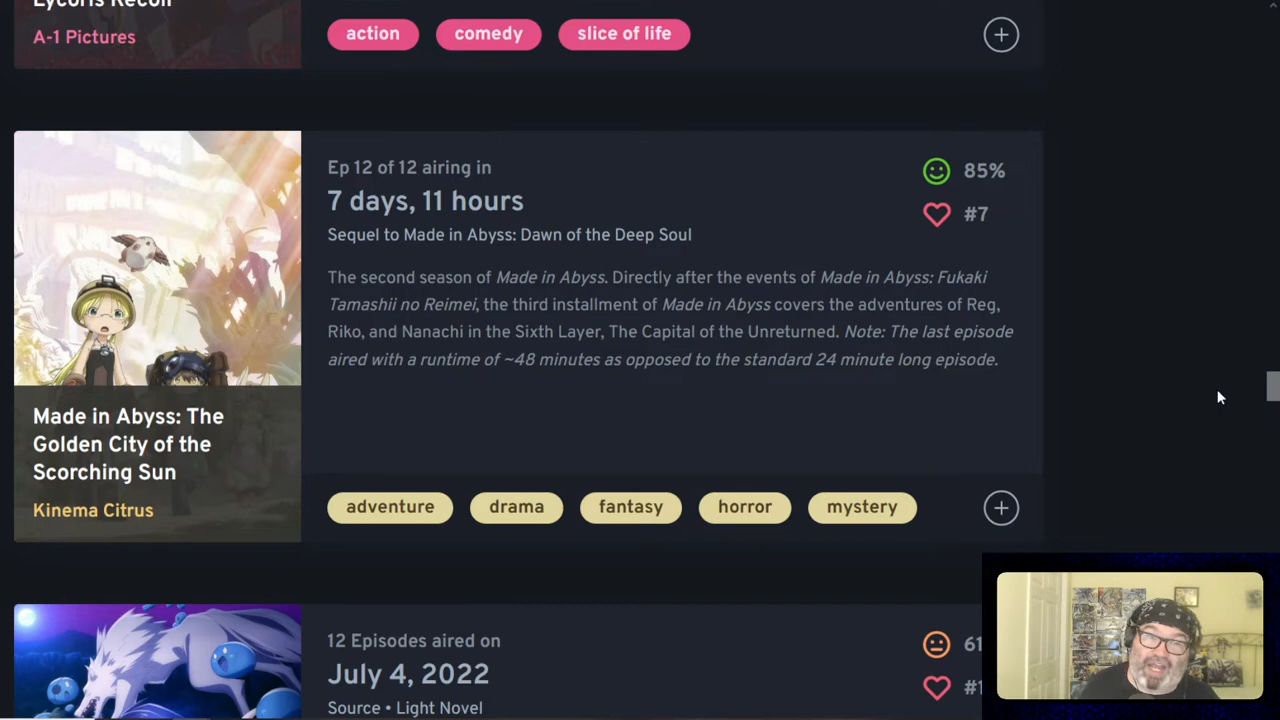 Lycoris Recoil
A-1 Pictures
action
comedy
slice of life
Ep 12 of 12 airing in
85%
7 days, 11 hours
#7
Sequel to Made in Abyss: Dawn of the Deep Soul
The second season of Made in Abyss. Directly after the events of Made in Abyss: Fukaki
Tamashii no Reimei, the third installment of Made in Abyss covers the adventures of Reg,
Riko, and Nanachi in the Sixth Layer, The Capital of the Unreturned. Note: The last episode
aired with a runtime of ~48 minutes as opposed to the standard 24 minute long episode.
Made in Abyss: The
Golden City of the
Scorching Sun
Kinema Citrus
adventure
drama
fantasy
horror
mystery
12 Episodes aired on
61
July 4, 2022
#1
Source • Light Novel